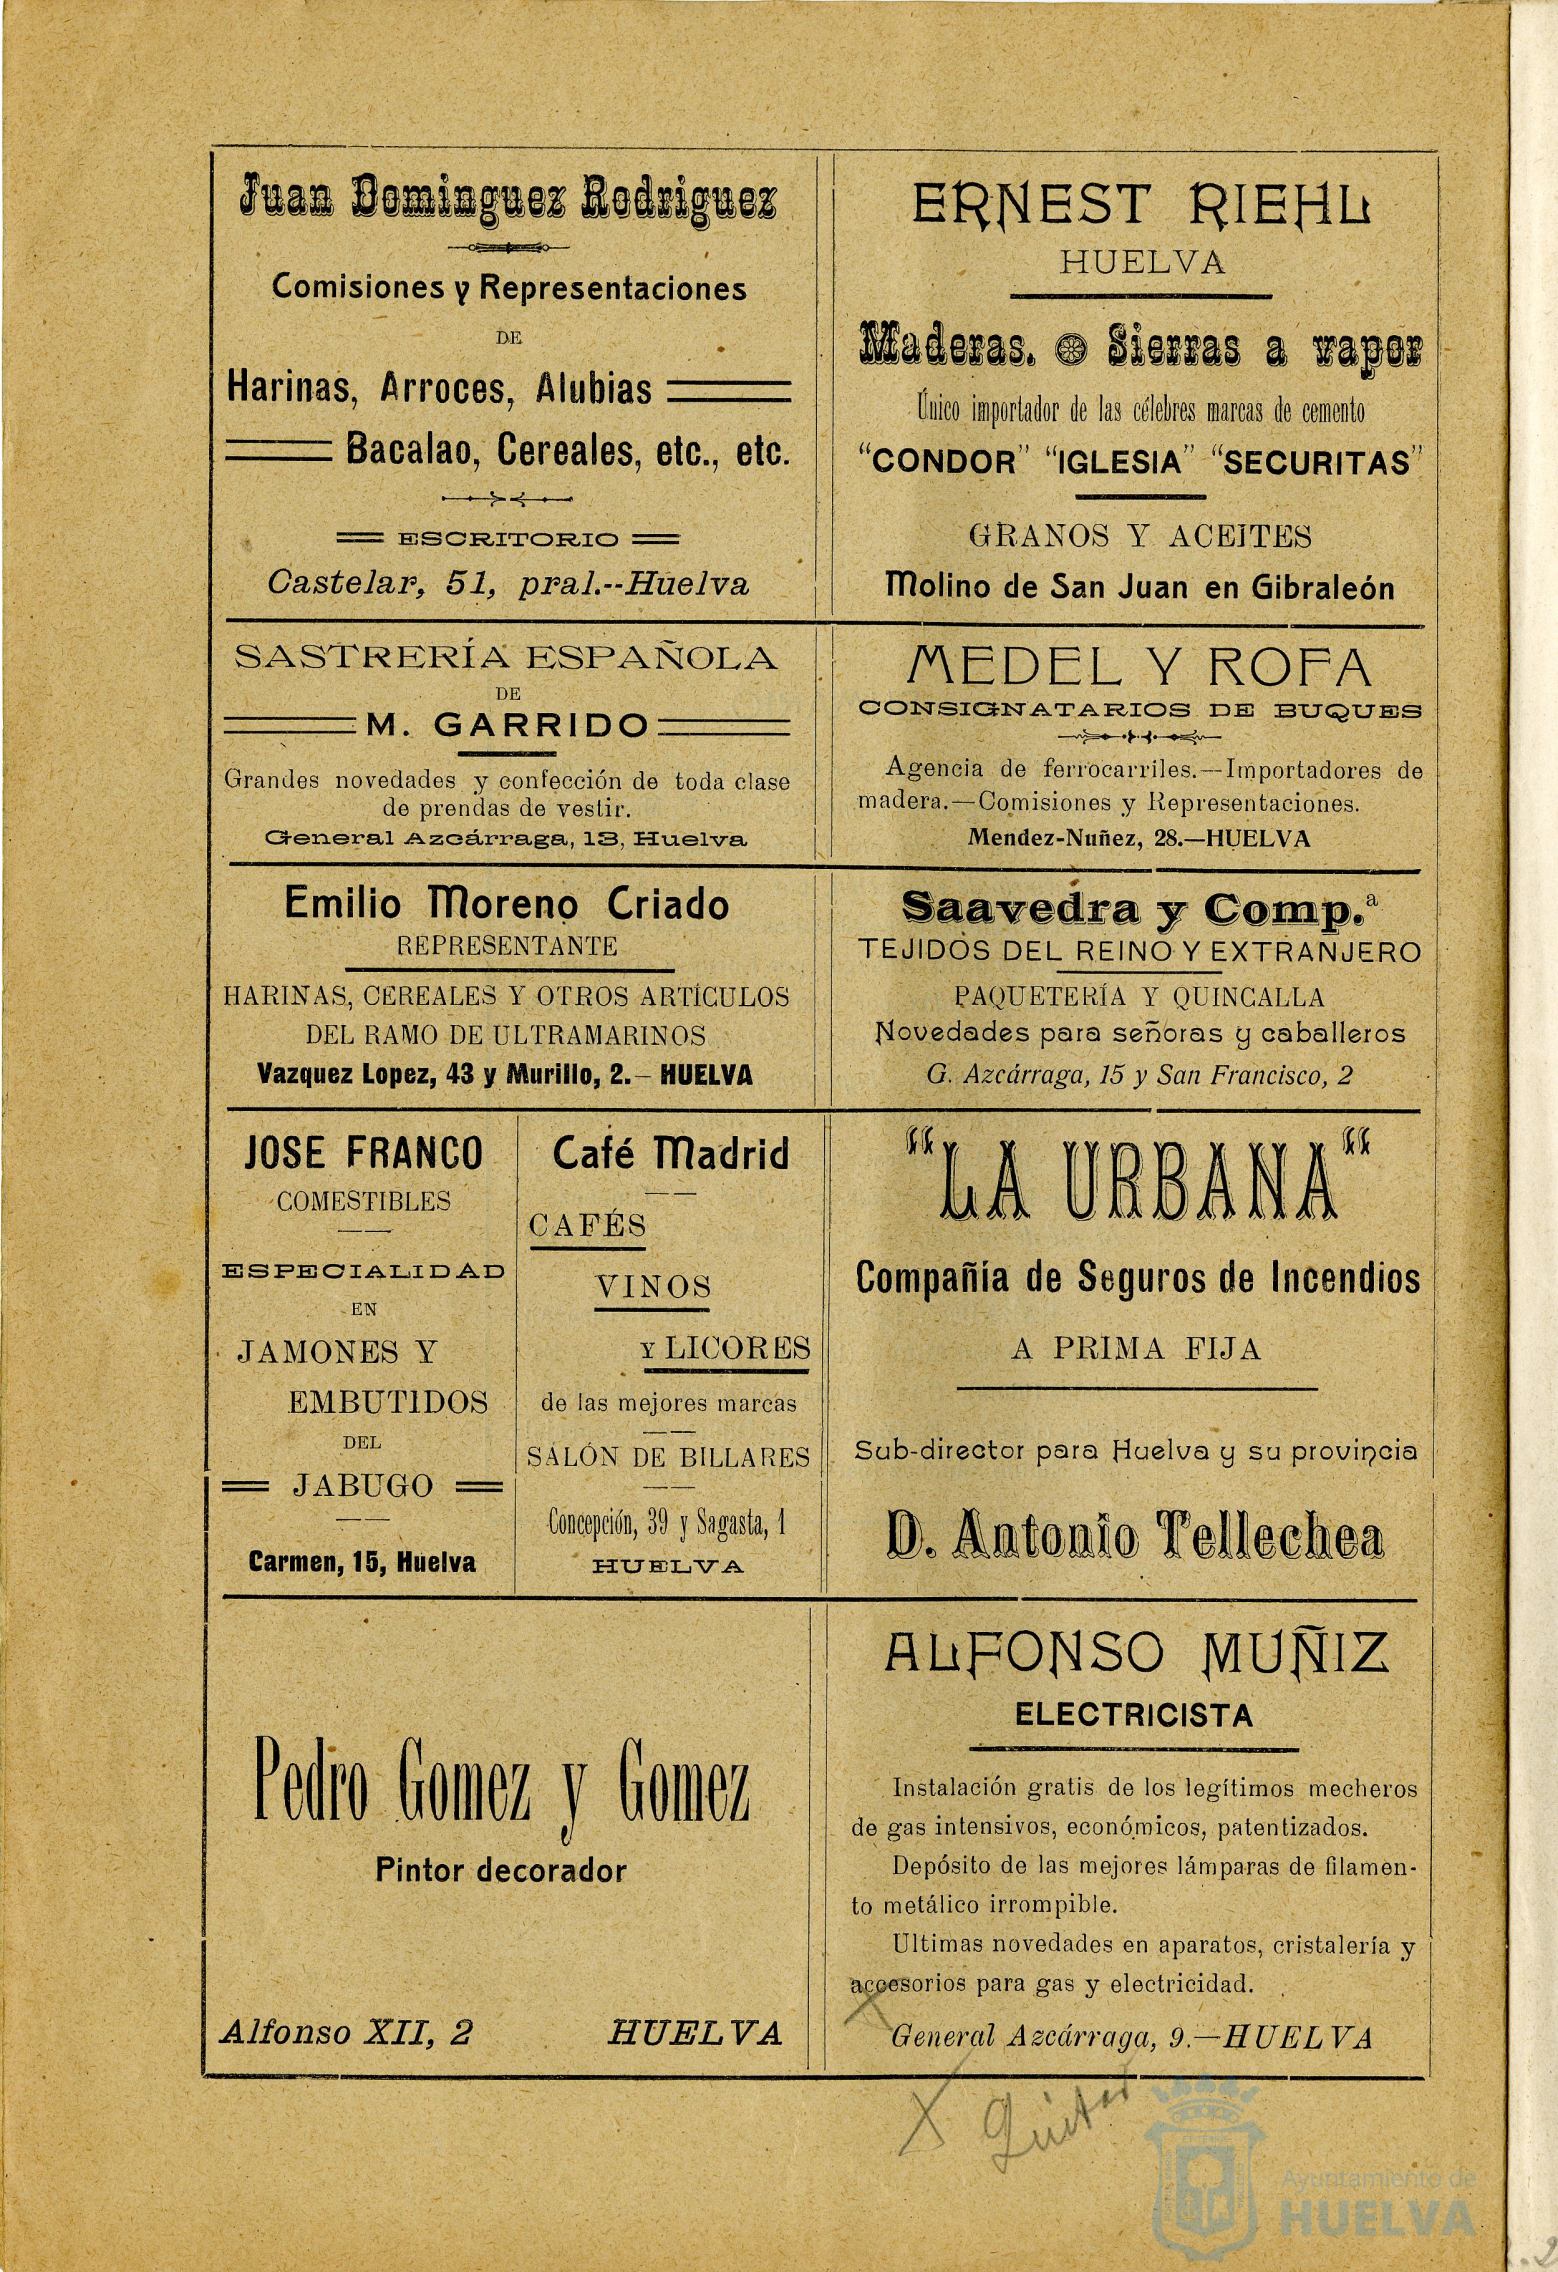 Juan Dominguez Rodriguez
Comisiones y Representaciones
DE
Harinas, Arroces, Alubias
Bacalao, Cereales, etc., etc.
ESCRITORIO
Castelar, 51, pral.--Huelva
ERNEST RIEHL
HUELVA
Maderas. Sierras a vapor
Único importador de las célebres marcas de cemento
"CONDOR" "IGLESIA" "SECURITAS"
GRANOS Y ACEITES
Molino de San Juan en Gibraleón
SASTRERÍA ESPAÑOLA
DE
M. GARRIDO
Grandes novedades y confección de toda clase
de prendas de vestir.
General Azcárraga, 13, Huelva
MEDEL Y ROFA
CONSIGNATARIOS DE BUQUES
Agencia de ferrocarriles.—Importadores de
madera.—Comisiones y Representaciones.
Mendez-Nuñez, 28.—HUELVA
Emilio Moreno Criado
REPRESENTANTE
HARINAS, CEREALES Y OTROS ARTÍCULOS
DEL RAMO DE ULTRAMARINOS
Vazquez Lopez, 43 y Murillo, 2.—HUELVA
Saavedra y Comp.ª
TEJIDOS DEL REINO Y EXTRANJERO
PAQUETERÍA Y QUINCALLA
Novedades para señoras y caballeros
G. Azcárraga, 15 y San Francisco, 2
JOSE FRANCO
COMESTIBLES
ESPECIALIDAD
EN
JAMONES Y
EMBUTIDOS
DEL
JABUGO
Carmen, 15, Huelva
Café Madrid
CAFÉS
VINOS
Y LICORES
de las mejores marcas
SALÓN DE BILLARES
Concepción, 39 y Sagasta, 1
HUELVA
"LA URBANA"
Compañía de Seguros de Incendios
A PRIMA FIJA
Sub-director para Huelva y su provincia
D. Antonio Tellechea
Pedro Gomez y Gomez
Pintor decorador
Alfonso XII, 2 HUELVA
ALFONSO MUÑIZ
ELECTRICISTA
Instalación gratis de los legítimos mecheros
de gas intensivos, económicos, patentizados.
Depósito de las mejores lámparas de filamen-
to metálico irrompible.
Ultimas novedades en aparatos, cristalería y
accesorios para gas y electricidad.
General Azcárraga, 9.—HUELVA
X Quitar
Ayuntamiento de
HUELVA